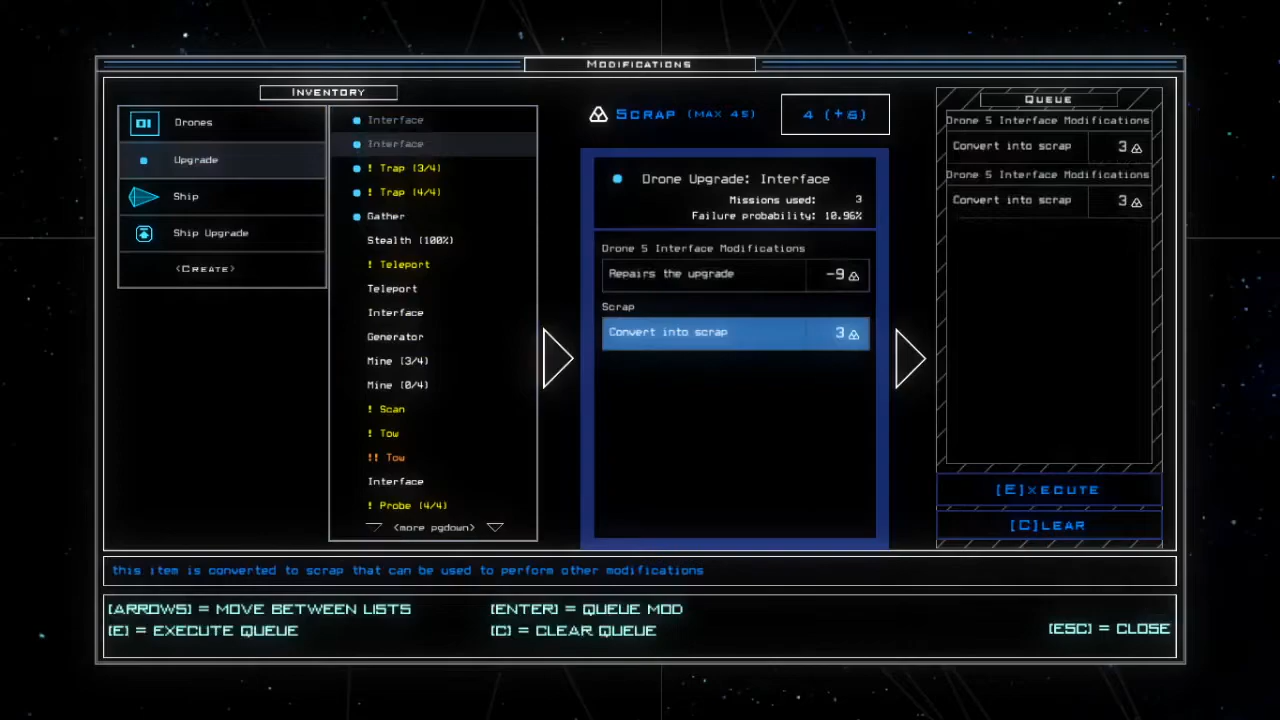 MODIFICATIONS
INVENTORY
Drones
Upgrade
Ship
Ship Upgrade
<CREATE>
Interface
Interface
! Trap (3/4)
! Trap (4/4)
Gather
Stealth (100%)
! Teleport
Teleport
Interface
Generator
Mine (3/4)
Mine (0/4)
! Scan
! Tow
!! Tow
Interface
! Probe (4/4)
<more pgdown>
SCRAP (MAX 45)
4 (+6)
Drone Upgrade: Interface
Missions used: 3
Failure probability: 10.96%
Drone 5 Interface Modifications
Repairs the upgrade -9
Scrap
Convert into scrap 3
QUEUE
Drone 5 Interface Modifications
Convert into scrap 3
Drone 5 Interface Modifications
Convert into scrap 3
[E]XECUTE
[C]LEAR
this item is converted to scrap that can be used to perform other modifications
[ARROWS] = MOVE BETWEEN LISTS
[ENTER] = QUEUE MOD
[E] = EXECUTE QUEUE
[C] = CLEAR QUEUE
[ESC] = CLOSE